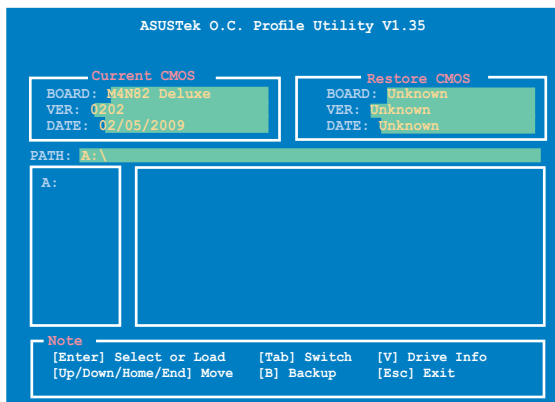 ASUSTek O.C. Profile Utility V1.35
Current CMOS
BOARD: M4N82 Deluxe
VER: 0202
DATE: 02/05/2009
Restore CMOS
BOARD: Unknown
VER: Unknown
DATE: Unknown
PATH: A:\
A:
Note
[Enter] Select or Load [Tab] Switch [V] Drive Info
[Up/Down/Home/End] Move [B] Backup [Esc] Exit